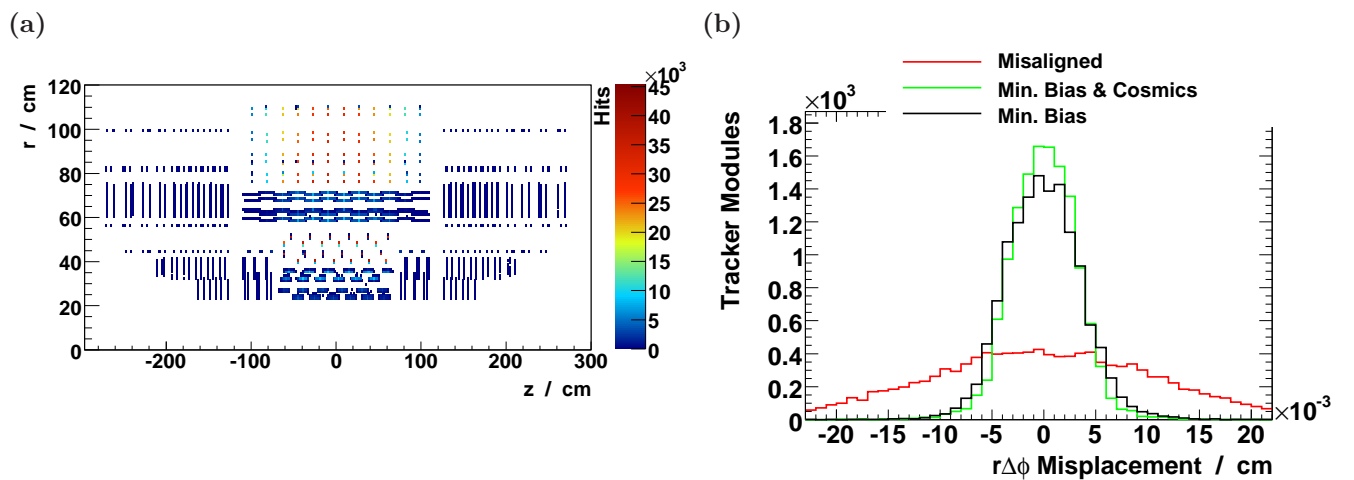 (a)
×10³
r / cm
120
100
80
60
40
20
0
-200 -100 0 100 200 300
z / cm
Hits
45
40
35
30
25
20
15
10
5
0
(b)
Misaligned
Min. Bias & Cosmics
Min. Bias
×10³
Tracker Modules
1.8
1.6
1.4
1.2
1
0.8
0.6
0.4
0.2
0
-20 -15 -10 -5 0 5 10 15 20
×10⁻³
rΔϕ Misplacement / cm